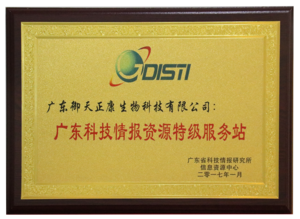 GDISTI
广东御天正康生物科技有限公司：
广东科技情报资源特级服务站
广东省科技情报研究所
信息资源中心
二〇一七年一月